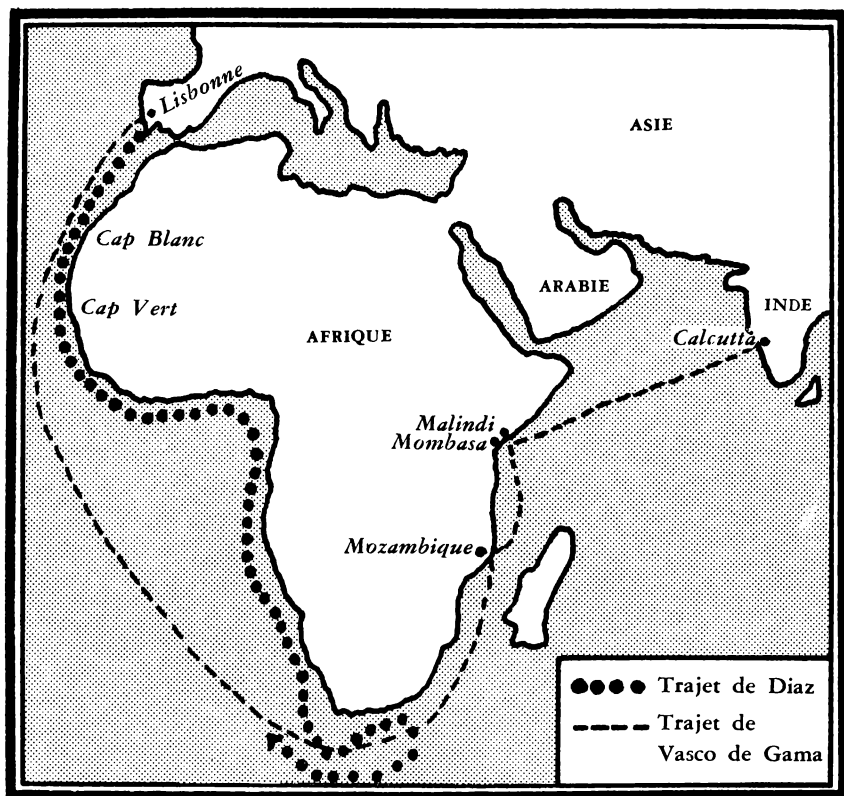 Lisbonne
ASIE
Cap Blanc
ARABIE
Cap Vert
INDE
AFRIQUE
Calcutta
Malindi
Mombasa
Mozambique
Trajet de Diaz
Trajet de
Vasco de Gama